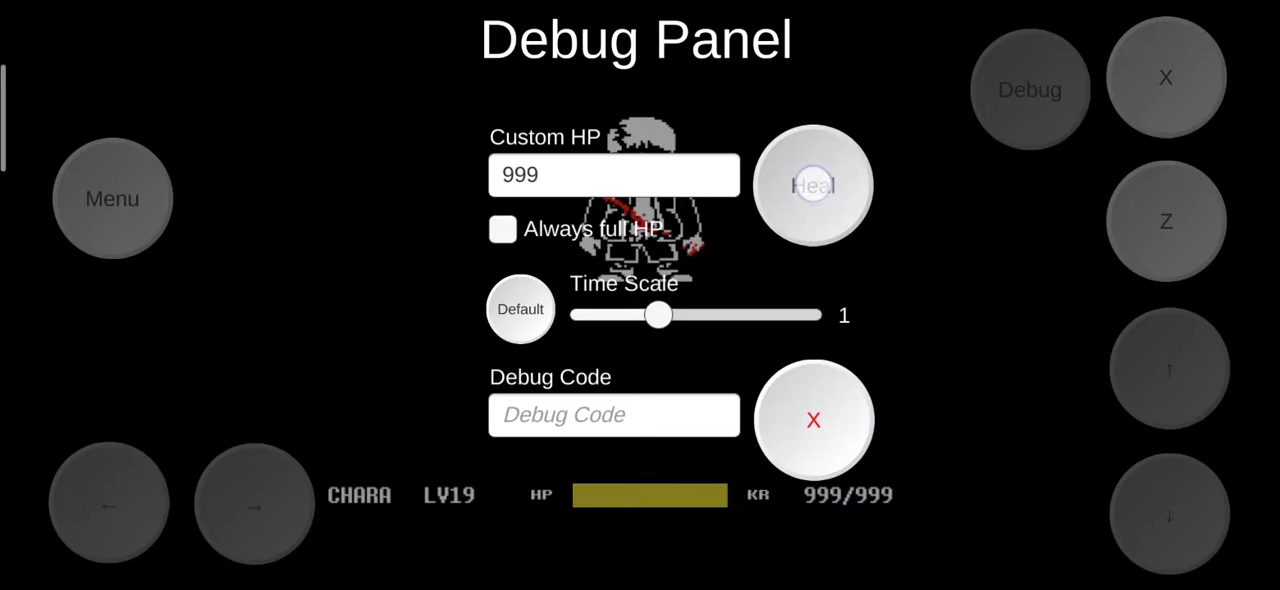 Debug Panel
Debug
X
Custom HP
999
Heal
Menu
Z
Always full HP
Time Scale
Default
1
↑
Debug Code
Debug Code
X
CHARA LV19 HP KR 999/999
← → ↓